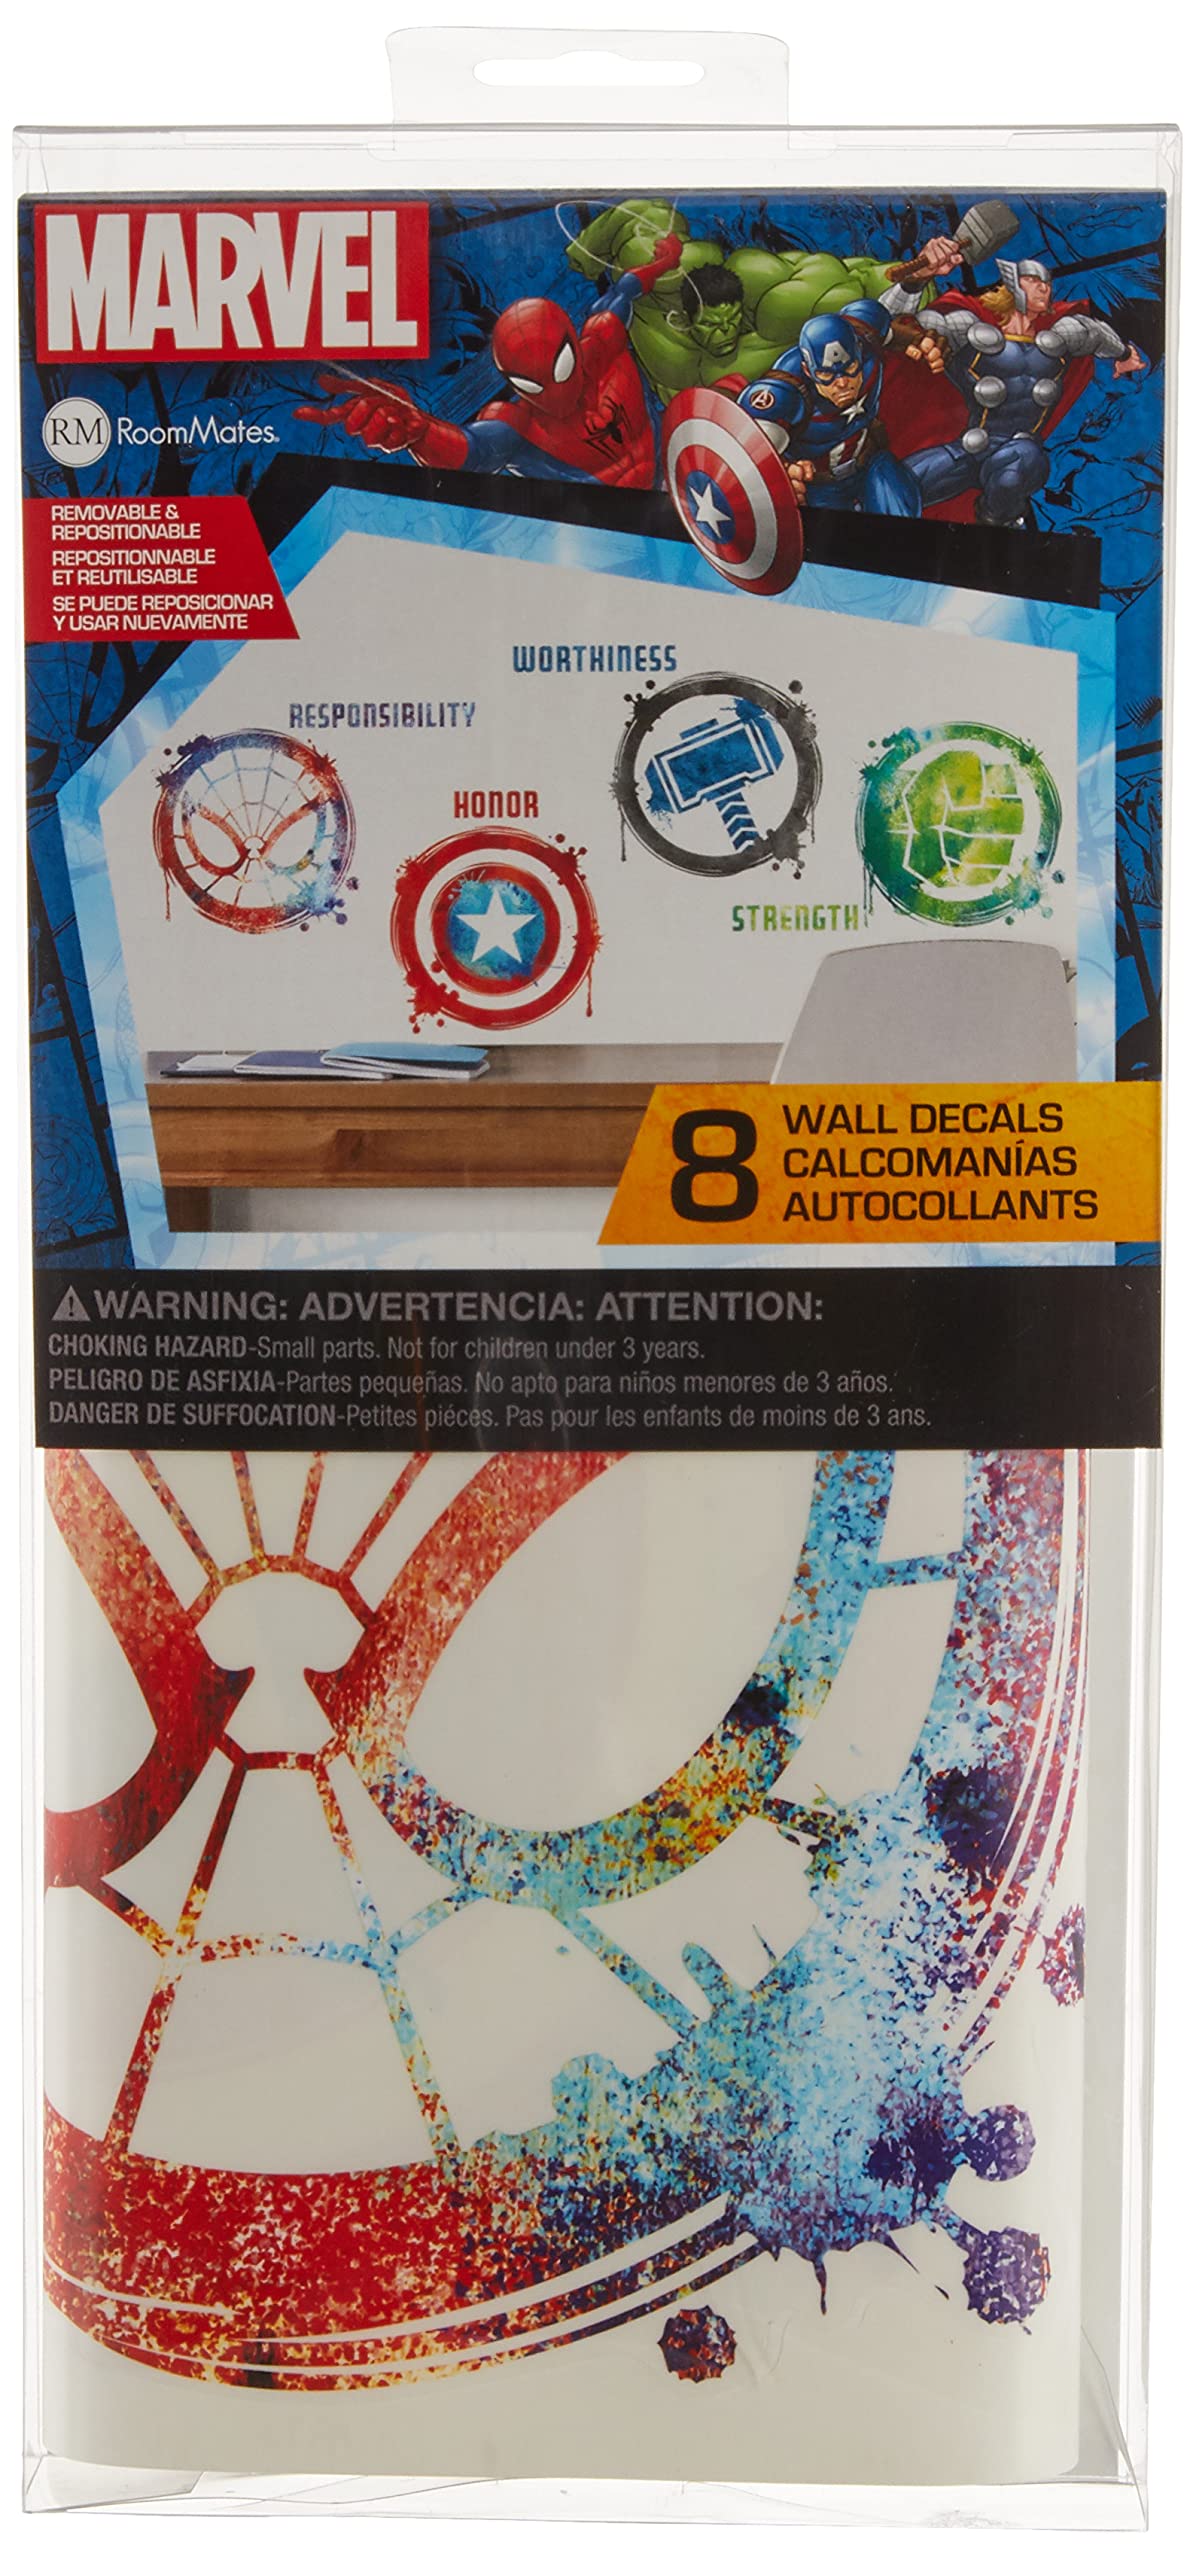 MARVEL
RM RoomMates®
REMOVABLE &
REPOSITIONABLE
REPOSITIONNABLE
ET REUTILISABLE
SE PUEDE REPOSICIONAR
Y USAR NUEVAMENTE
WORTHINESS
RESPONSIBILITY
HONOR
STRENGTH
8 WALL DECALS
CALCOMANÍAS
AUTOCOLLANTS
WARNING: ADVERTENCIA: ATTENTION:
CHOKING HAZARD-Small parts. Not for children under 3 years.
PELIGRO DE ASFIXIA-Partes pequeñas. No apto para niños menores de 3 años.
DANGER DE SUFFOCATION-Petites piéces. Pas pour les enfants de moins de 3 ans.